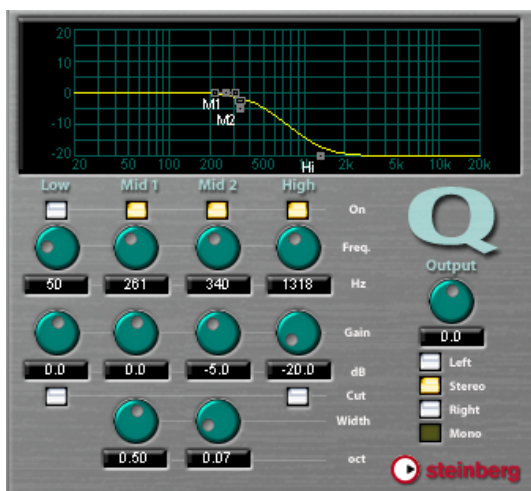 20
10
0
-10
-20
M1
M2
Hi
20 50 100 200 500 1k 2k 5k 10k 20k
Low Mid 1 Mid 2 High
On
Freq.
50 261 340 1318 Hz
Gain
0.0 0.0 -5.0 -20.0 dB
Cut
Width
0.50 0.07 oct
Q
Output
0.0
Left
Stereo
Right
Mono
steinberg